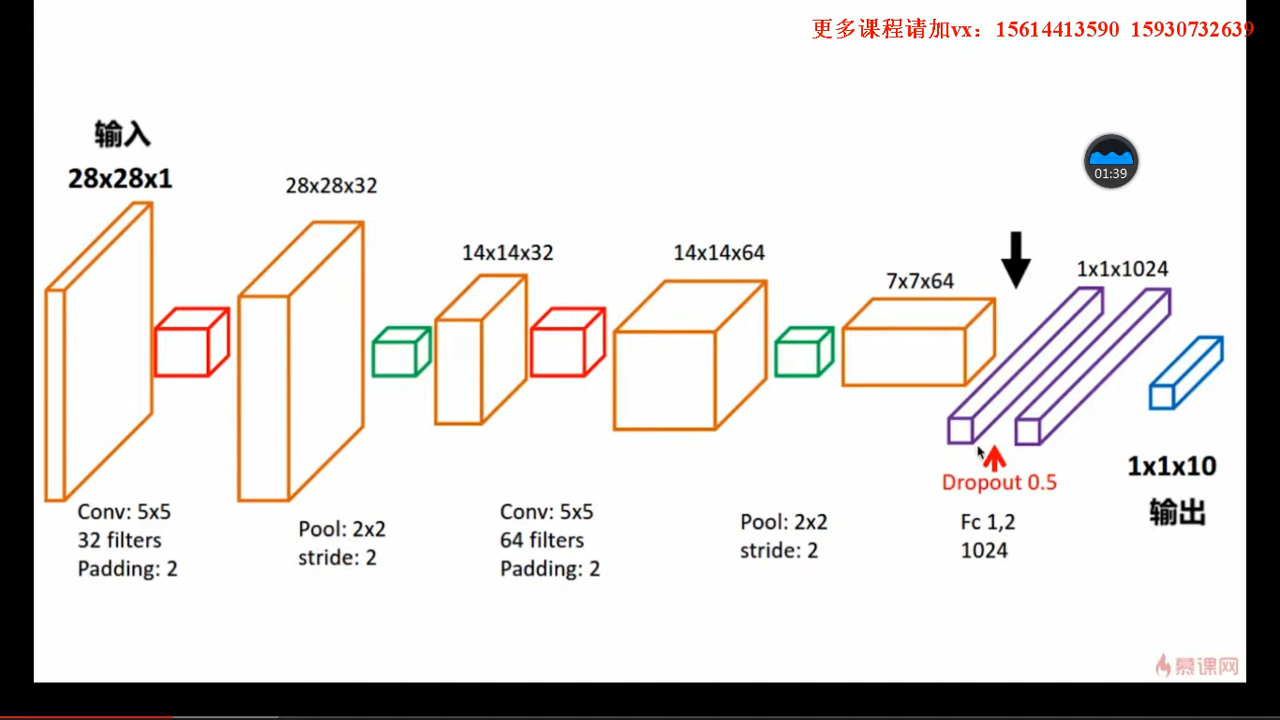 更多课程请加vx：15614413590 15930732639
输入
28x28x1
28x28x32
14x14x32
14x14x64
7x7x64
1x1x1024
01:39
Dropout 0.5
1x1x10
输出
Conv: 5x5
32 filters
Padding: 2
Pool: 2x2
stride: 2
Conv: 5x5
64 filters
Padding: 2
Pool: 2x2
stride: 2
Fc 1,2
1024
慕课网